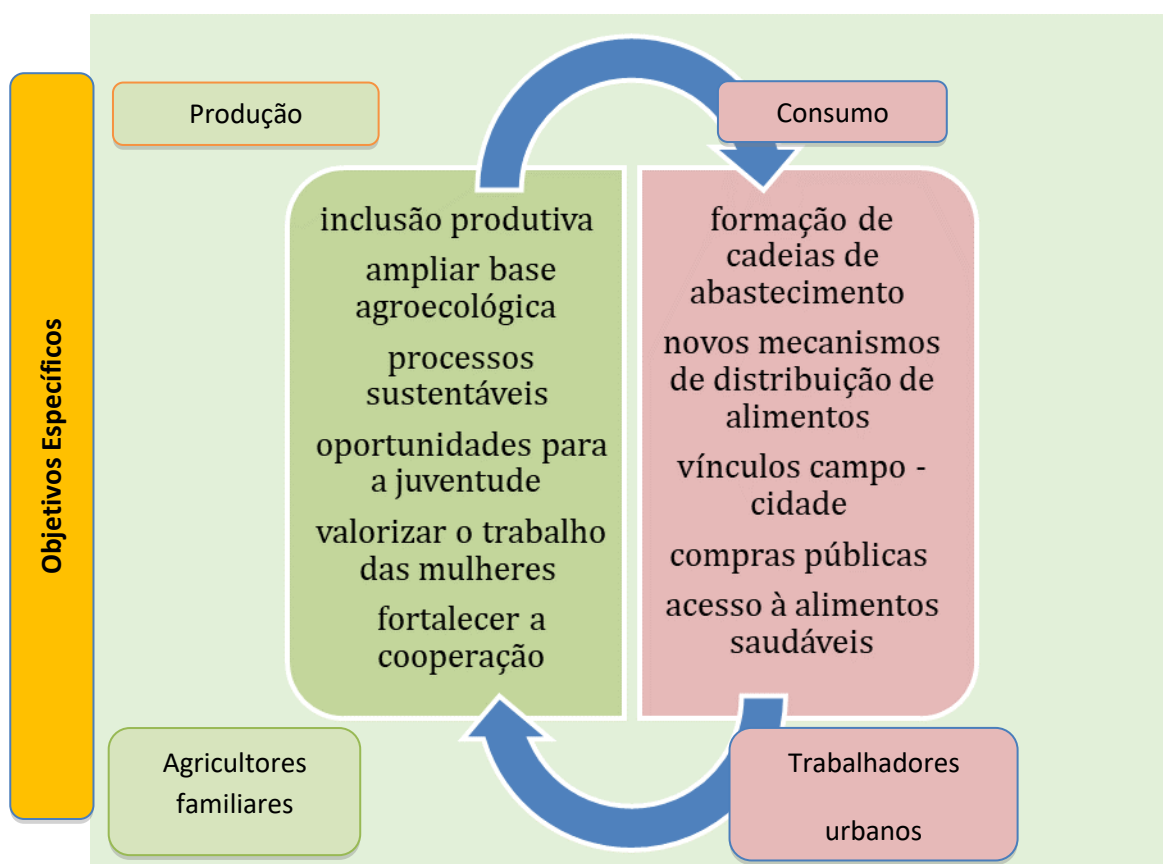 Objetivos Específicos
Produção
Consumo
inclusão produtiva
ampliar base
agroecológica
processos
sustentáveis
oportunidades para
a juventude
valorizar o trabalho
das mulheres
fortalecer a
cooperação
formação de
cadeias de
abastecimento
novos mecanismos
de distribuição de
alimentos
vínculos campo -
cidade
compras públicas
acesso à alimentos
saudáveis
Agricultores
familiares
Trabalhadores
urbanos